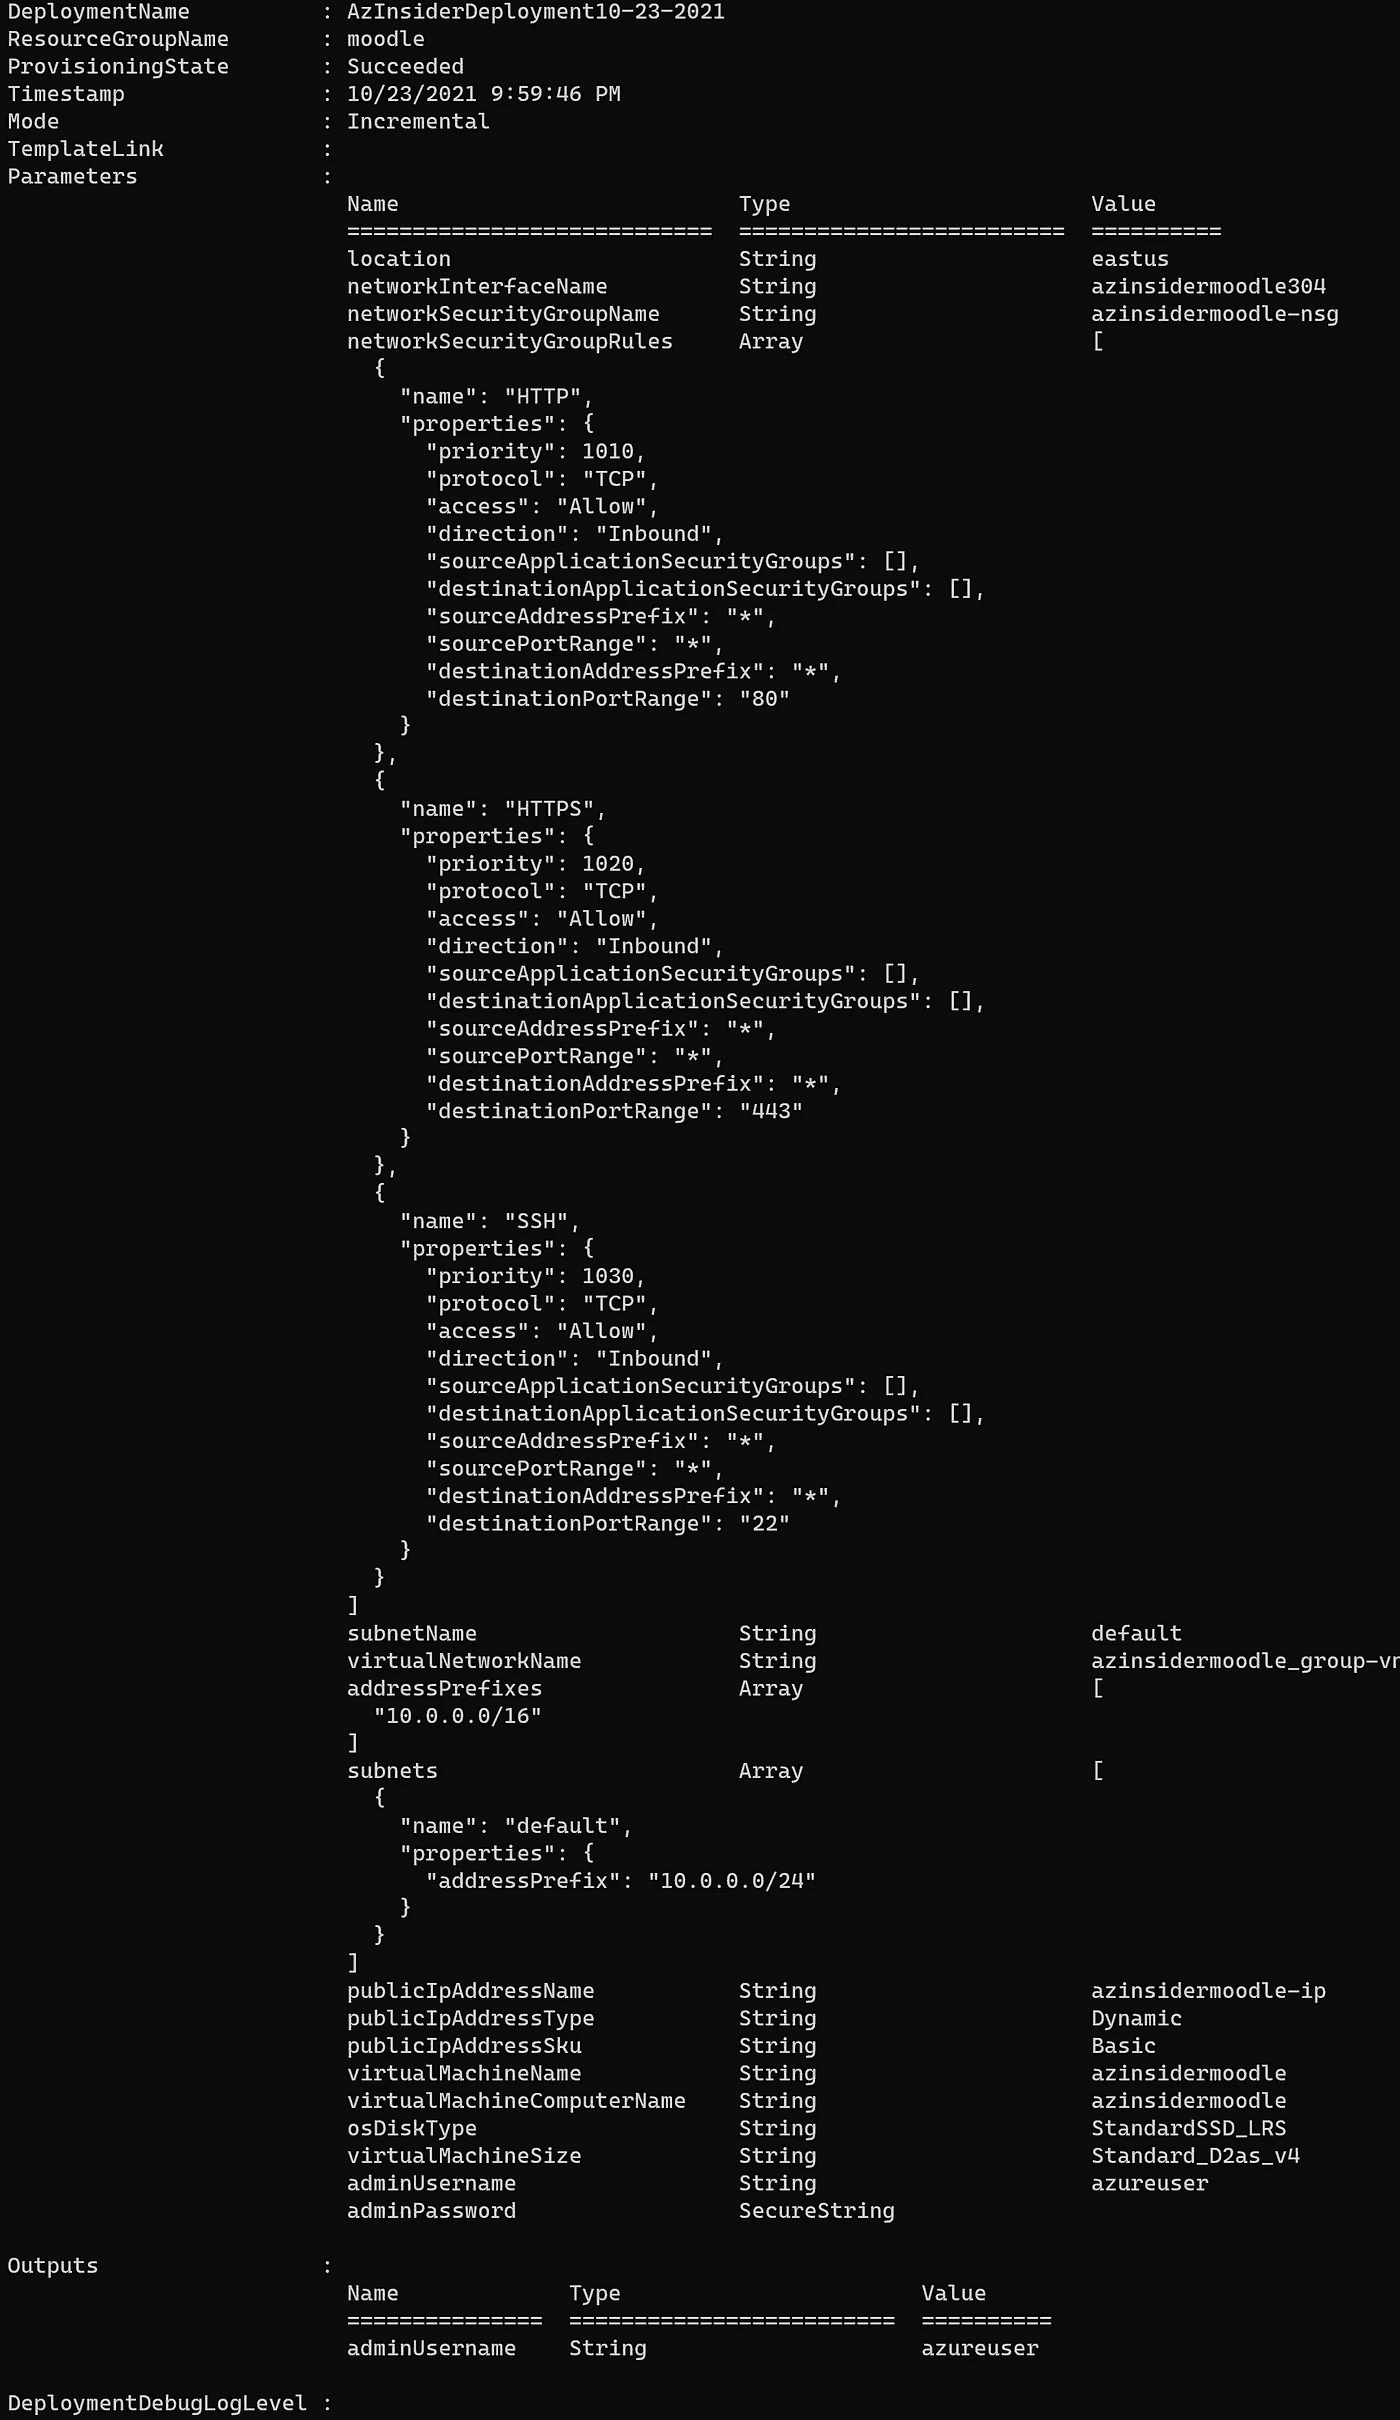 DeploymentName          : AzInsiderDeployment10-23-2021
ResourceGroupName       : moodle
ProvisioningState       : Succeeded
Timestamp               : 10/23/2021 9:59:46 PM
Mode                    : Incremental
TemplateLink            :
Parameters              :
                          Name                          Type                       Value
                          ============================  =========================  ==========
                          location                      String                     eastus
                          networkInterfaceName          String                     azinsidermoodle304
                          networkSecurityGroupName      String                     azinsidermoodle-nsg
                          networkSecurityGroupRules     Array                      [
                            {
                              "name": "HTTP",
                              "properties": {
                                "priority": 1010,
                                "protocol": "TCP",
                                "access": "Allow",
                                "direction": "Inbound",
                                "sourceApplicationSecurityGroups": [],
                                "destinationApplicationSecurityGroups": [],
                                "sourceAddressPrefix": "*",
                                "sourcePortRange": "*",
                                "destinationAddressPrefix": "*",
                                "destinationPortRange": "80"
                              }
                            },
                            {
                              "name": "HTTPS",
                              "properties": {
                                "priority": 1020,
                                "protocol": "TCP",
                                "access": "Allow",
                                "direction": "Inbound",
                                "sourceApplicationSecurityGroups": [],
                                "destinationApplicationSecurityGroups": [],
                                "sourceAddressPrefix": "*",
                                "sourcePortRange": "*",
                                "destinationAddressPrefix": "*",
                                "destinationPortRange": "443"
                              }
                            },
                            {
                              "name": "SSH",
                              "properties": {
                                "priority": 1030,
                                "protocol": "TCP",
                                "access": "Allow",
                                "direction": "Inbound",
                                "sourceApplicationSecurityGroups": [],
                                "destinationApplicationSecurityGroups": [],
                                "sourceAddressPrefix": "*",
                                "sourcePortRange": "*",
                                "destinationAddressPrefix": "*",
                                "destinationPortRange": "22"
                              }
                            }
                          ]
                          subnetName                    String                     default
                          virtualNetworkName            String                     azinsidermoodle_group-vn
                          addressPrefixes               Array                      [
                            "10.0.0.0/16"
                          ]
                          subnets                       Array                      [
                            {
                              "name": "default",
                              "properties": {
                                "addressPrefix": "10.0.0.0/24"
                              }
                            }
                          ]
                          publicIpAddressName           String                     azinsidermoodle-ip
                          publicIpAddressType           String                     Dynamic
                          publicIpAddressSku            String                     Basic
                          virtualMachineName            String                     azinsidermoodle
                          virtualMachineComputerName    String                     azinsidermoodle
                          osDiskType                    String                     StandardSSD_LRS
                          virtualMachineSize            String                     Standard_D2as_v4
                          adminUsername                 String                     azureuser
                          adminPassword                 SecureString
Outputs                 :
                          Name             Type                       Value
                          ===============  =========================  ==========
                          adminUsername    String                     azureuser
DeploymentDebugLogLevel :